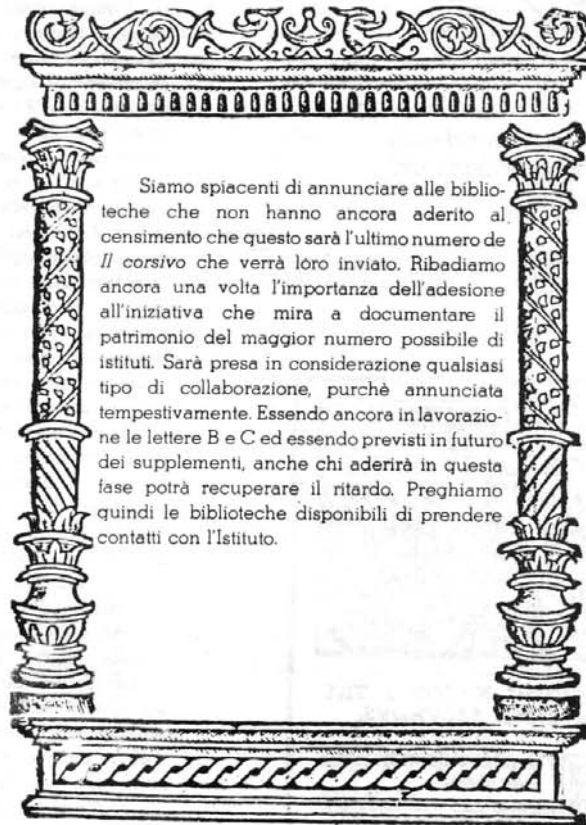 Siamo spiacenti di annunciare alle biblio-
teche che non hanno ancora aderito al
censimento che questo sarà l'ultimo numero de
Il corsivo che verrà loro inviato. Ribadiamo
ancora una volta l'importanza dell'adesione
all'iniziativa che mira a documentare il
patrimonio del maggior numero possibile di
istituti. Sarà presa in considerazione qualsiasi
tipo di collaborazione, purchè annunciata
tempestivamente. Essendo ancora in lavorazio-
ne le lettere B e C ed essendo previsti in futuro
dei supplementi, anche chi aderirà in questa
fase potrà recuperare il ritardo. Preghiamo
quindi le biblioteche disponibili di prendere
contatti con l'Istituto.